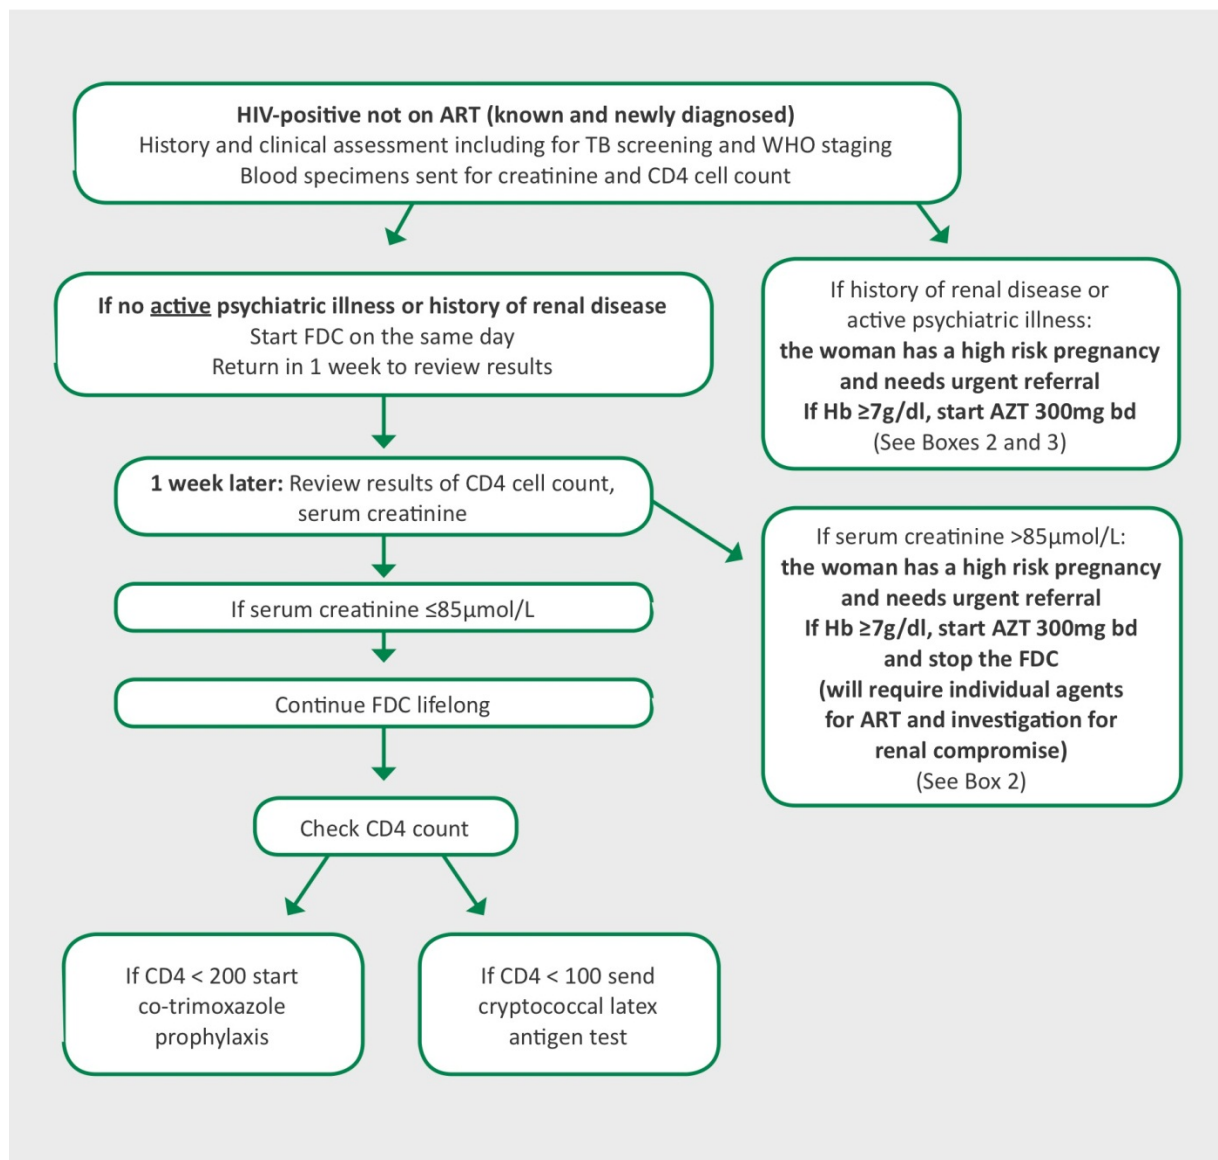 HIV-positive not on ART (known and newly diagnosed)
History and clinical assessment including for TB screening and WHO staging
Blood specimens sent for creatinine and CD4 cell count
If no active psychiatric illness or history of renal disease
Start FDC on the same day
Return in 1 week to review results
If history of renal disease or
active psychiatric illness:
the woman has a high risk pregnancy
and needs urgent referral
If Hb ≥7g/dl, start AZT 300mg bd
(See Boxes 2 and 3)
1 week later: Review results of CD4 cell count,
serum creatinine
If serum creatinine >85µmol/L:
the woman has a high risk pregnancy
and needs urgent referral
If Hb ≥7g/dl, start AZT 300mg bd
and stop the FDC
(will require individual agents
for ART and investigation for
renal compromise)
(See Box 2)
If serum creatinine ≤85µmol/L
Continue FDC lifelong
Check CD4 count
If CD4 < 200 start
co-trimoxazole
prophylaxis
If CD4 < 100 send
cryptococcal latex
antigen test